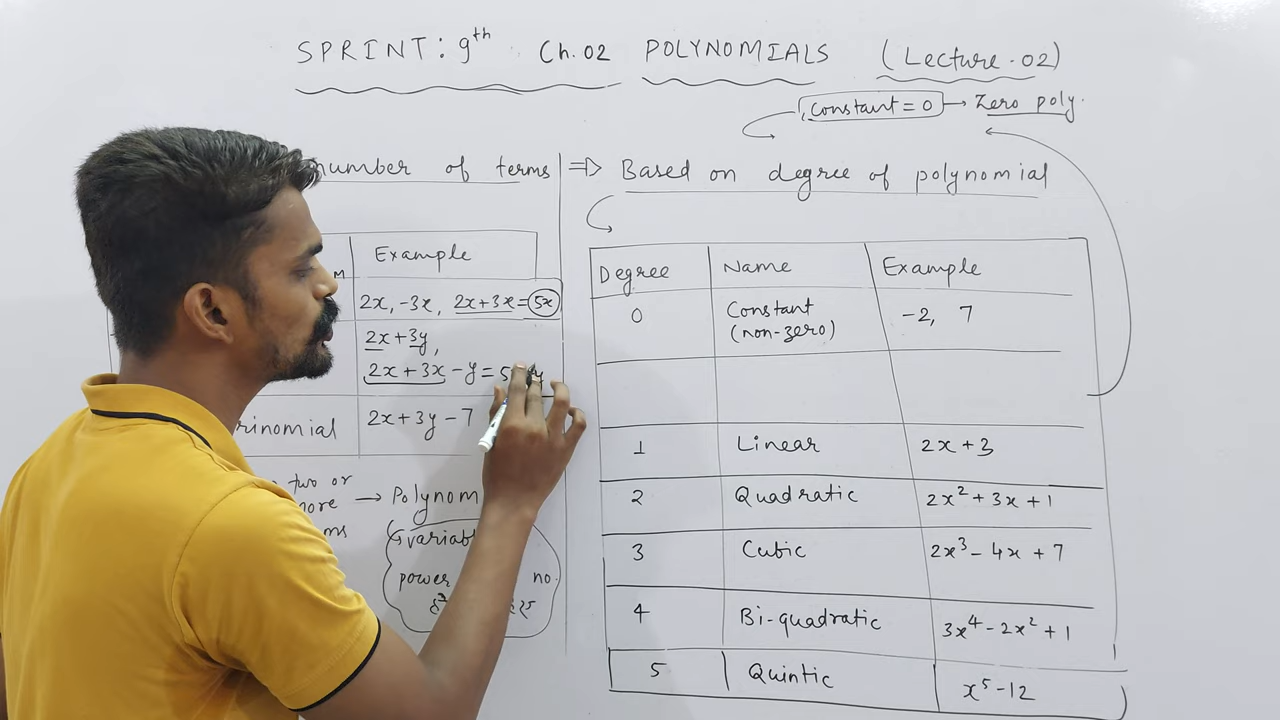 SPRINT: 9th Ch. 02 POLYNOMIALS (Lecture-02)
Constant = 0 → Zero poly.
number of terms ⇒ Based on degree of polynomial
Example
2x, -3x, 2x+3x = 5x
2x+3y,
2x+3x - y = 5
rinomial 2x+3y-7
two or
more → Polynom
ms
variab
power no.
Degree Name Example
0 Constant (non-zero) -2, 7
1 Linear 2x+3
2 Quadratic 2x² + 3x + 1
3 Cubic 2x³ - 4x + 7
4 Bi-quadratic 3x⁴ - 2x² + 1
5 Quintic x⁵ - 12